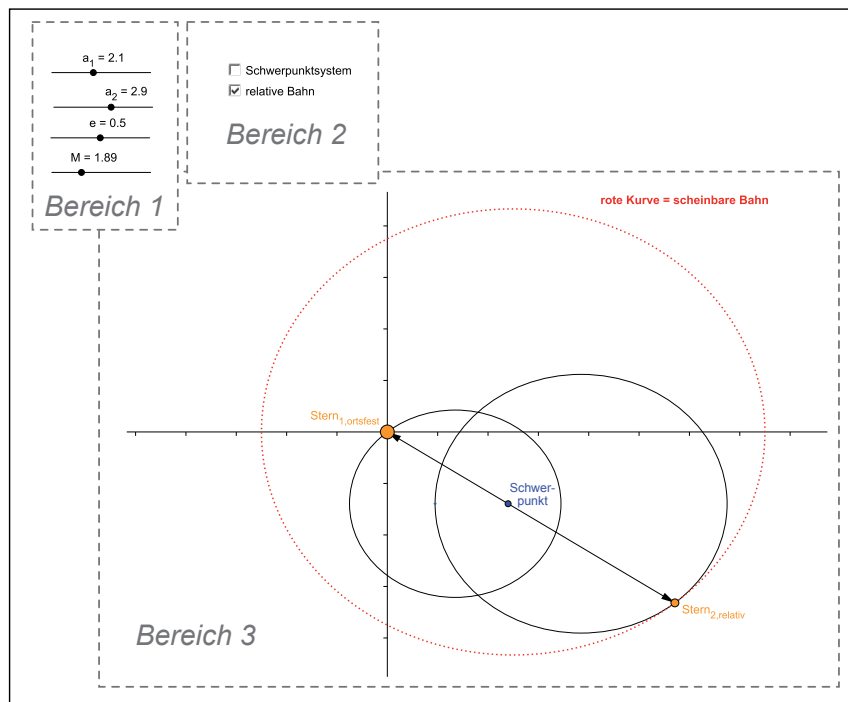 a1 = 2.1
a2 = 2.9
e = 0.5
M = 1.89
Bereich 1
Schwerpunktsystem
relative Bahn
Bereich 2
rote Kurve = scheinbare Bahn
Stern1,ortsfest
Schwer-
punkt
Stern2,relativ
Bereich 3